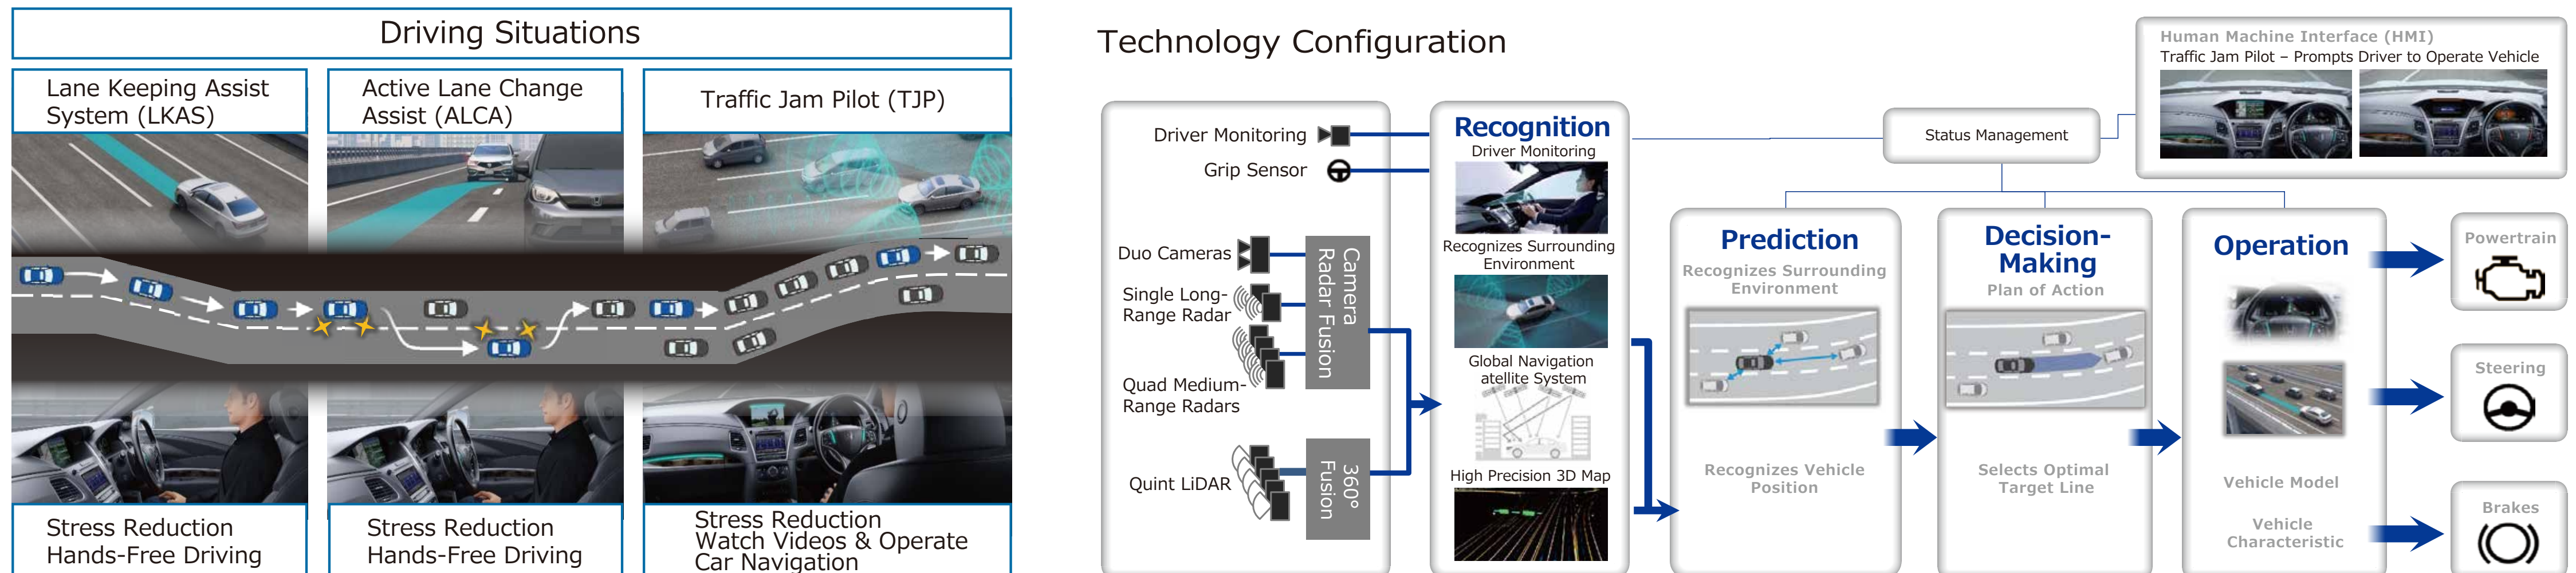 Driving Situations
Lane Keeping Assist
System (LKAS)
Active Lane Change
Assist (ALCA)
Traffic Jam Pilot (TJP)
Stress Reduction
Hands-Free Driving
Stress Reduction
Hands-Free Driving
Stress Reduction
Watch Videos & Operate
Car Navigation
Technology Configuration
Driver Monitoring
Grip Sensor
Duo Cameras
Single Long-
Range Radar
Quad Medium-
Range Radars
Quint LiDAR
Camera
Radar Fusion
360°
Fusion
Recognition
Driver Monitoring
Recognizes Surrounding
Environment
Global Navigation
atellite System
High Precision 3D Map
Status Management
Human Machine Interface (HMI)
Traffic Jam Pilot – Prompts Driver to Operate Vehicle
Prediction
Recognizes Surrounding
Environment
Recognizes Vehicle
Position
Decision-
Making
Plan of Action
Selects Optimal
Target Line
Operation
Vehicle Model
Vehicle
Characteristic
Powertrain
Steering
Brakes